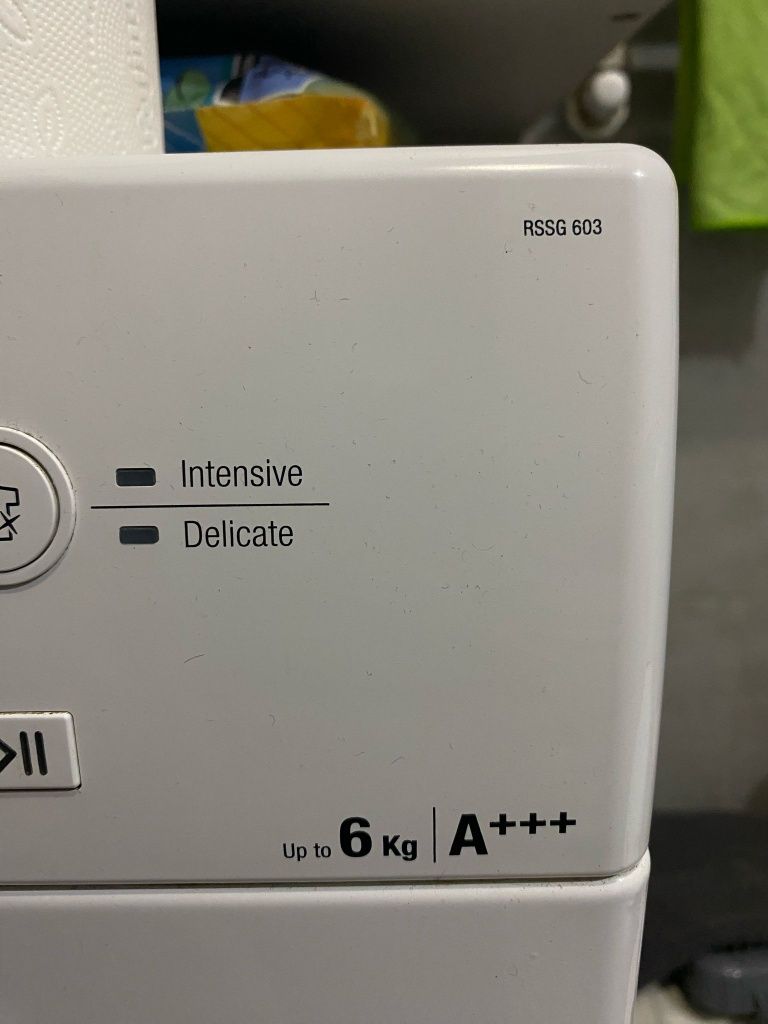 RSSG 603
Intensive
Delicate
Up to 6 Kg A+++